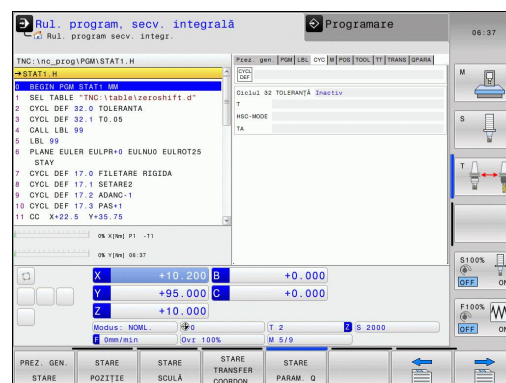 Rul. program, secv. integrală
Rul. program secv. integr.
Programare
06:37
TNC:\nc_prog\PGM\STAT1.H
→STAT1.H
0 BEGIN PGM STAT1 MM
1 SEL TABLE "TNC:\table\zeroshift.d"
2 CYCL DEF 32.0 TOLERANTA
3 CYCL DEF 32.1 T0.05
4 CALL LBL 99
5 LBL 99
6 PLANE EULER EULPR+0 EULNU0 EULROT25
STAY
7 CYCL DEF 17.0 FILETARE RIGIDA
8 CYCL DEF 17.1 SETARE2
9 CYCL DEF 17.2 ADANC-1
10 CYCL DEF 17.3 PAS+1
11 CC X+22.5 Y+35.75
Prez. gen. PGM LBL CYC M POS TOOL TT TRANS QPARA
CYCL
DEF
Ciclul 32 TOLERANȚĂ Inactiv
T
HSC-MODE
TA
0% X[Nm] P1 -T1
0% Y[Nm] 06:37
X +10.200 B +0.000
Y +95.000 C +0.000
Z +10.000
Modus: NOML. 0 T 2 Z S 2000
F 0mm/min Ovr 100% M 5/9
M
S
T
S100%
OFF ON
F100%
OFF ON
PREZ. GEN.
STARE
STARE
POZIŢIE
STARE
SCULĂ
STARE
TRANSFER
COORDON.
STARE
PARAM. Q